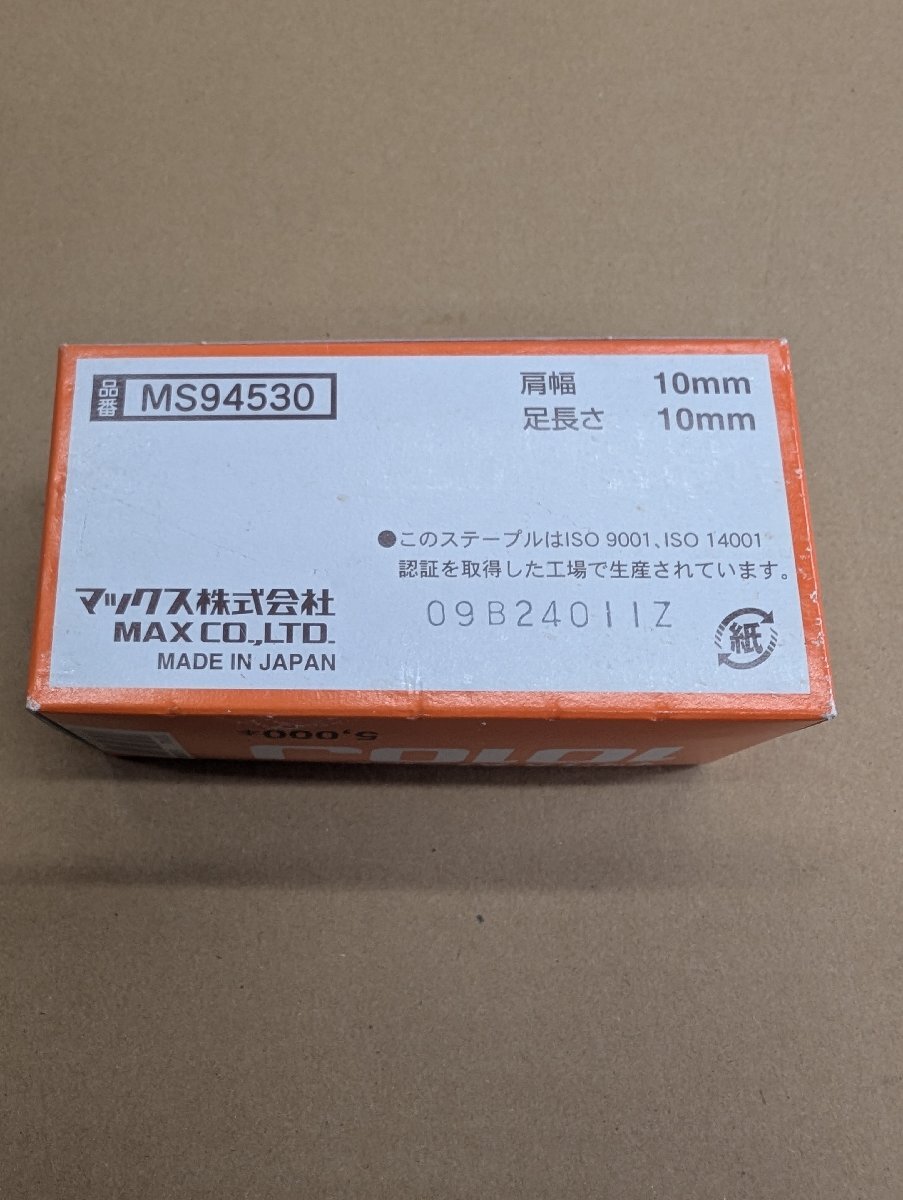 品番 MS94530
肩幅 10mm
足長さ 10mm
●このステープルはISO 9001、ISO 14001
認証を取得した工場で生産されています。
09B24011Z
マックス株式会社
MAX CO.,LTD.
MADE IN JAPAN
紙
5,000本